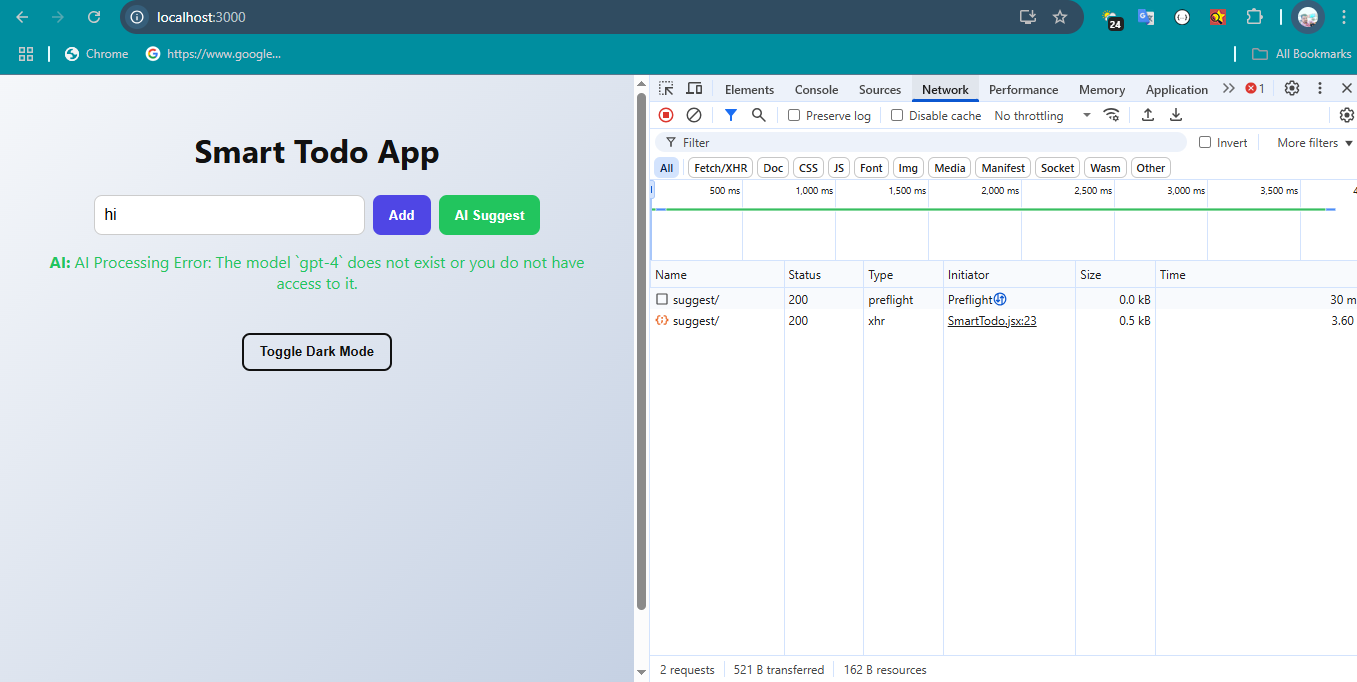 localhost:3000
24
Chrome
https://www.google...
All Bookmarks
Smart Todo App
hi
Add
AI Suggest
AI: AI Processing Error: The model `gpt-4` does not exist or you do not have
access to it.
Toggle Dark Mode
Elements Console Sources Network Performance Memory Application 1
Preserve log Disable cache No throttling
Filter Invert More filters
All Fetch/XHR Doc CSS JS Font Img Media Manifest Socket Wasm Other
500 ms 1,000 ms 1,500 ms 2,000 ms 2,500 ms 3,000 ms 3,500 ms 4
Name Status Type Initiator Size Time
suggest/ 200 preflight Preflight 0.0 kB 30 m
suggest/ 200 xhr SmartTodo.jsx:23 0.5 kB 3.60
2 requests 521 B transferred 162 B resources